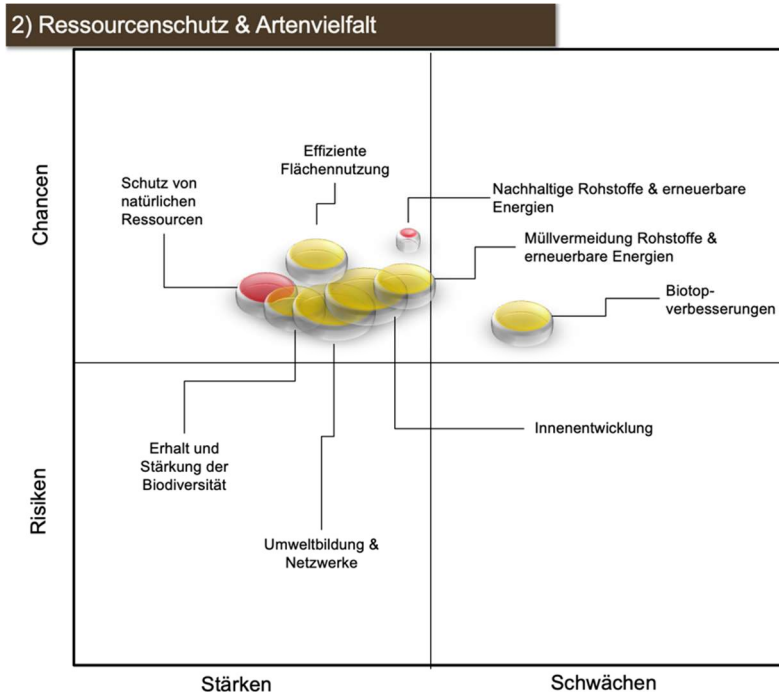 2) Ressourcenschutz & Artenvielfalt
Chancen
Effiziente
Flächennutzung
Schutz von
natürlichen
Ressourcen
Nachhaltige Rohstoffe & erneuerbare
Energien
Müllvermeidung Rohstoffe &
erneuerbare Energien
Biotop-
verbesserungen
Innenentwicklung
Erhalt und
Stärkung der
Biodiversität
Umweltbildung &
Netzwerke
Risiken
Stärken
Schwächen